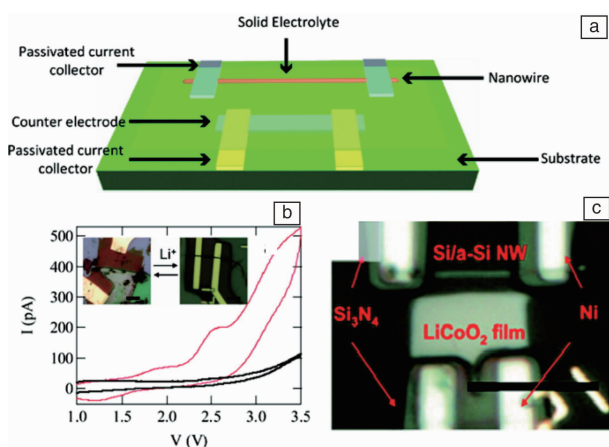 a
Solid Electrolyte
Passivated current
collector
Nanowire
Counter electrode
Passivated current
collector
Substrate
b
500
400
300
200
100
0
I (pA)
Li⁺
1.0 1.5 2.0 2.5 3.0 3.5
V (V)
c
Si/a-Si NW
Si₃N₄
Ni
LiCoO₂ film